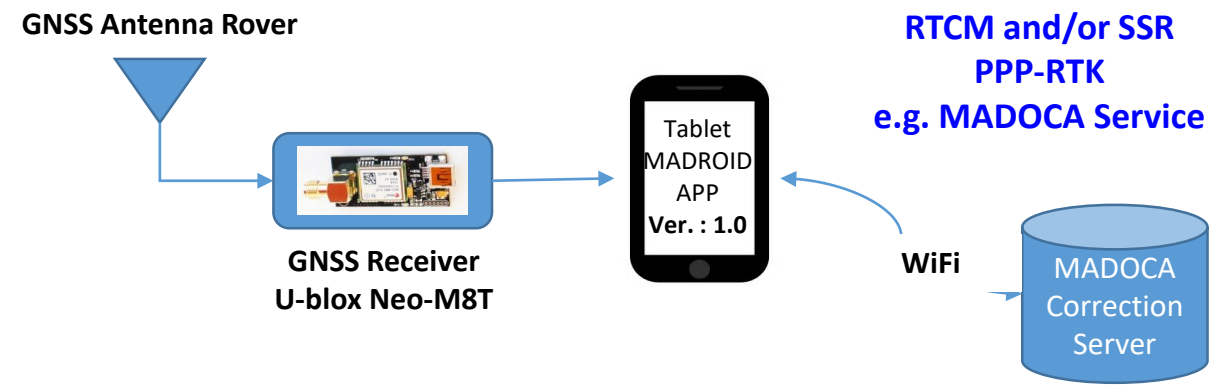 GNSS Antenna Rover
RTCM and/or SSR
PPP-RTK
e.g. MADOCA Service
Tablet
MADROID
APP
Ver. : 1.0
GNSS Receiver
U-blox Neo-M8T
WiFi
MADOCA
Correction
Server